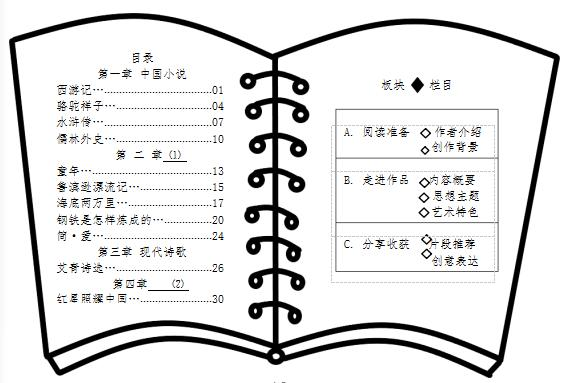 目录
第一章 中国小说
西游记…………………………01
骆驼祥子…………………………04
水浒传…………………………07
儒林外史…………………………10
第 二 章 (1)
童年…………………………13
鲁滨逊漂流记…………………………15
海底两万里…………………………17
钢铁是怎样炼成的…………………………20
简·爱…………………………24
第三章 现代诗歌
艾青诗选…………………………26
第四章 (2)
红星照耀中国…………………………30
板块◆栏目
A. 阅读准备 ◇作者介绍
◇创作背景
B. 走进作品 ◇内容概要
◇思想主题
◇艺术特色
C. 分享收获 ◇片段推荐
◇创意表达